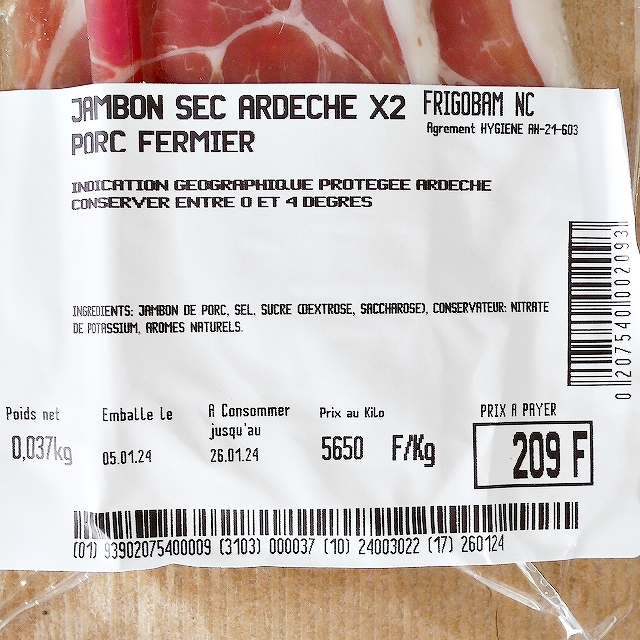 JAMBON SEC ARDECHE X2
PORC FERMIER
FRIGOBAM NC
Agrement HYGIENE AH-21-603
INDICATION GEOGRAPHIQUE PROTEGEE ARDECHE
CONSERVER ENTRE 0 ET 4 DEGRES
INGREDIENTS: JAMBON DE PORC, SEL, SUCRE (DEXTROSE, SACCHAROSE), CONSERVATEUR: NITRATE
DE POTASSIUM, AROMES NATURELS.
0 207540 002093
Poids net
0,037kg
Emballe le
05.01.24
A Consommer
jusqu'au
26.01.24
Prix au Kilo
5650 F/Kg
PRIX A PAYER
209 F
(01) 93902075400009 (3103) 000037 (10) 24003022 (17) 260124